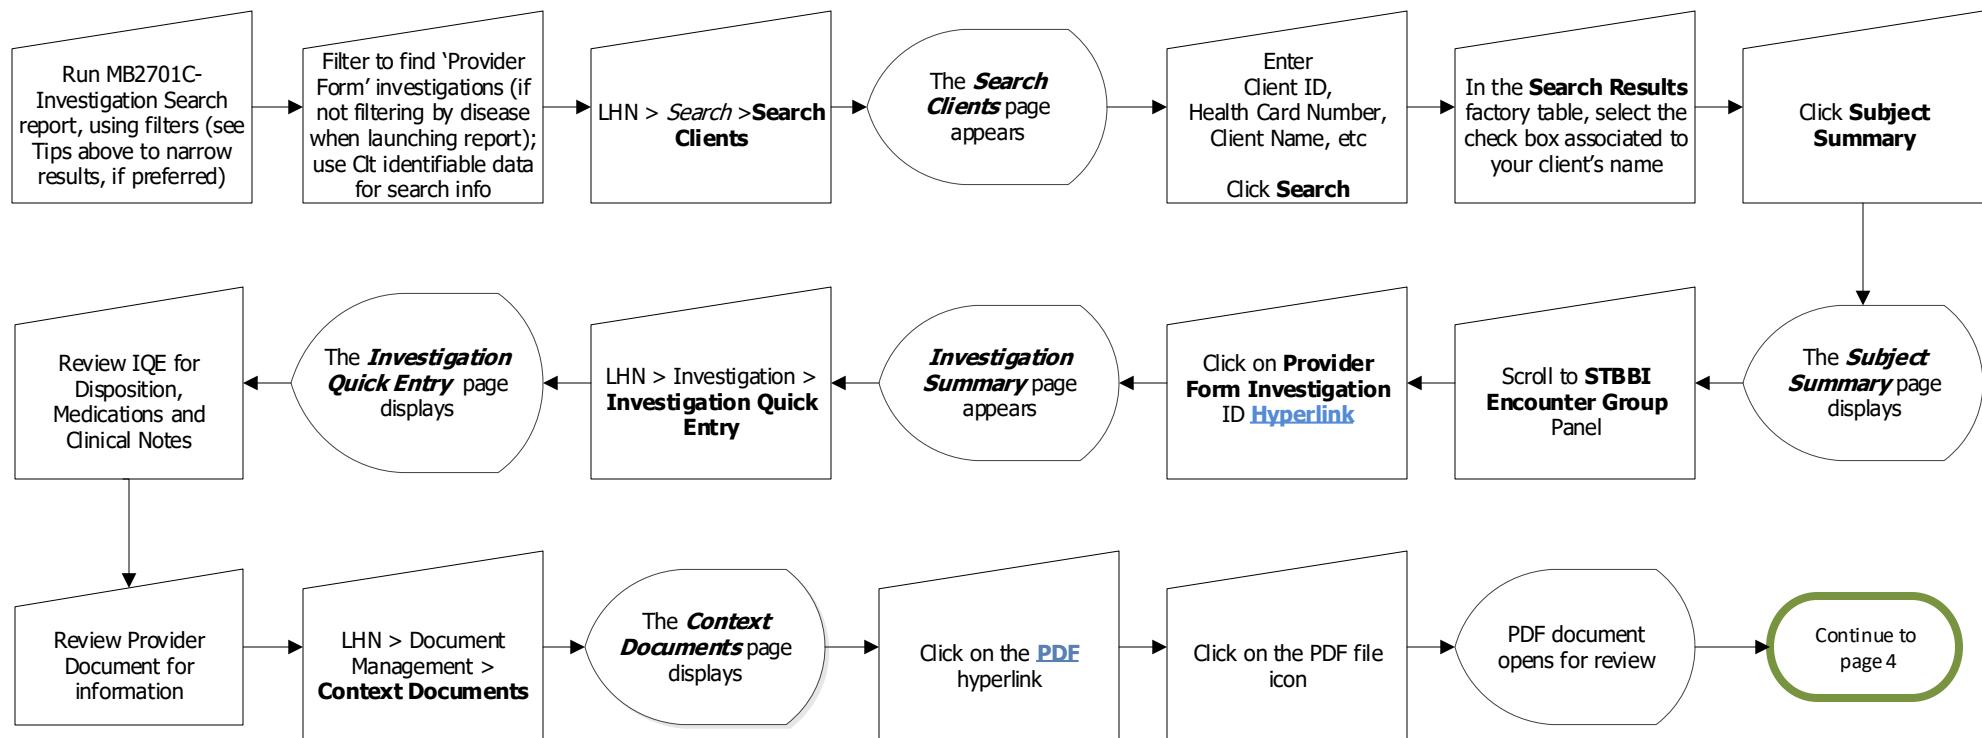 Run MB2701C-
Investigation Search
report, using filters (see
Tips above to narrow
results, if preferred)
Filter to find ‘Provider
Form’ investigations (if
not filtering by disease
when launching report);
use Clt identifiable data
for search info
LHN > Search >Search
Clients
The Search
Clients page
appears
Enter
Client ID,
Health Card Number,
Client Name, etc
Click Search
In the Search Results
factory table, select the
check box associated to
your client’s name
Click Subject
Summary
The Subject
Summary page
displays
Scroll to STBBI
Encounter Group
Panel
Click on Provider
Form Investigation
ID Hyperlink
Investigation
Summary page
appears
LHN > Investigation >
Investigation Quick
Entry
The Investigation
Quick Entry page
displays
Review IQE for
Disposition,
Medications and
Clinical Notes
Review Provider
Document for
information
LHN > Document
Management >
Context Documents
The Context
Documents page
displays
Click on the PDF
hyperlink
Click on the PDF file
icon
PDF document
opens for review
Continue to
page 4